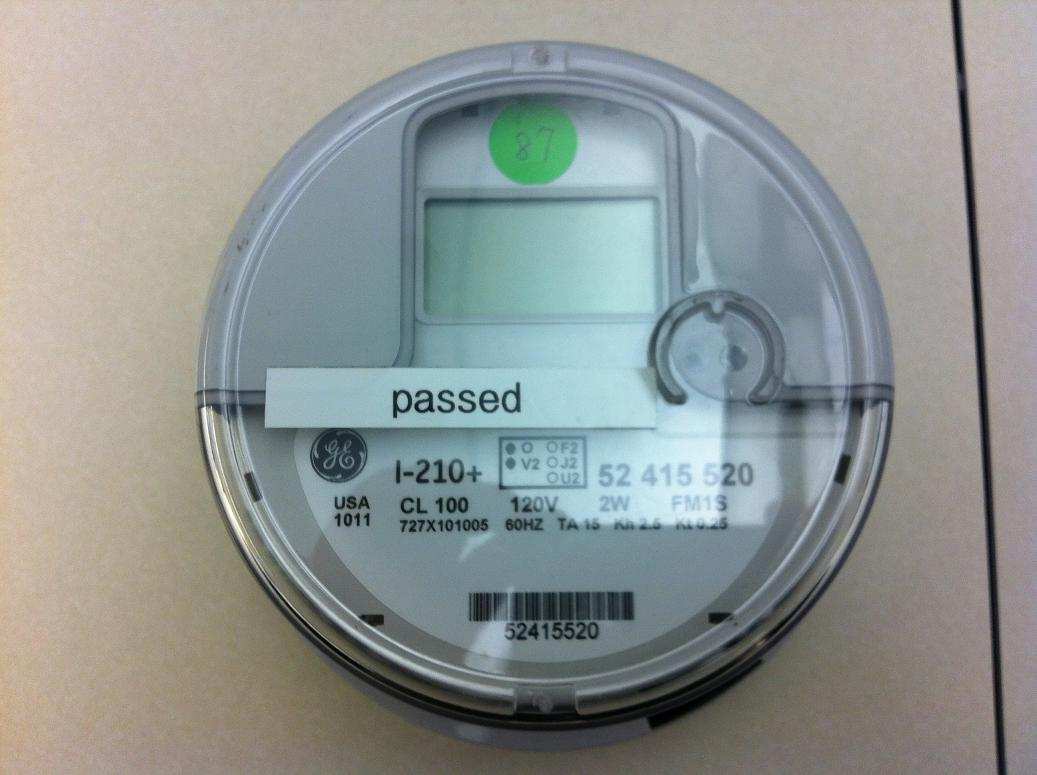 87
passed
GE
O F2
V2 J2
U2
I-210+
52 415 520
USA
CL 100 120V 2W FM1S
1011
727X101005 60HZ TA 15 Kh 2.5 Kt 0.25
52415520